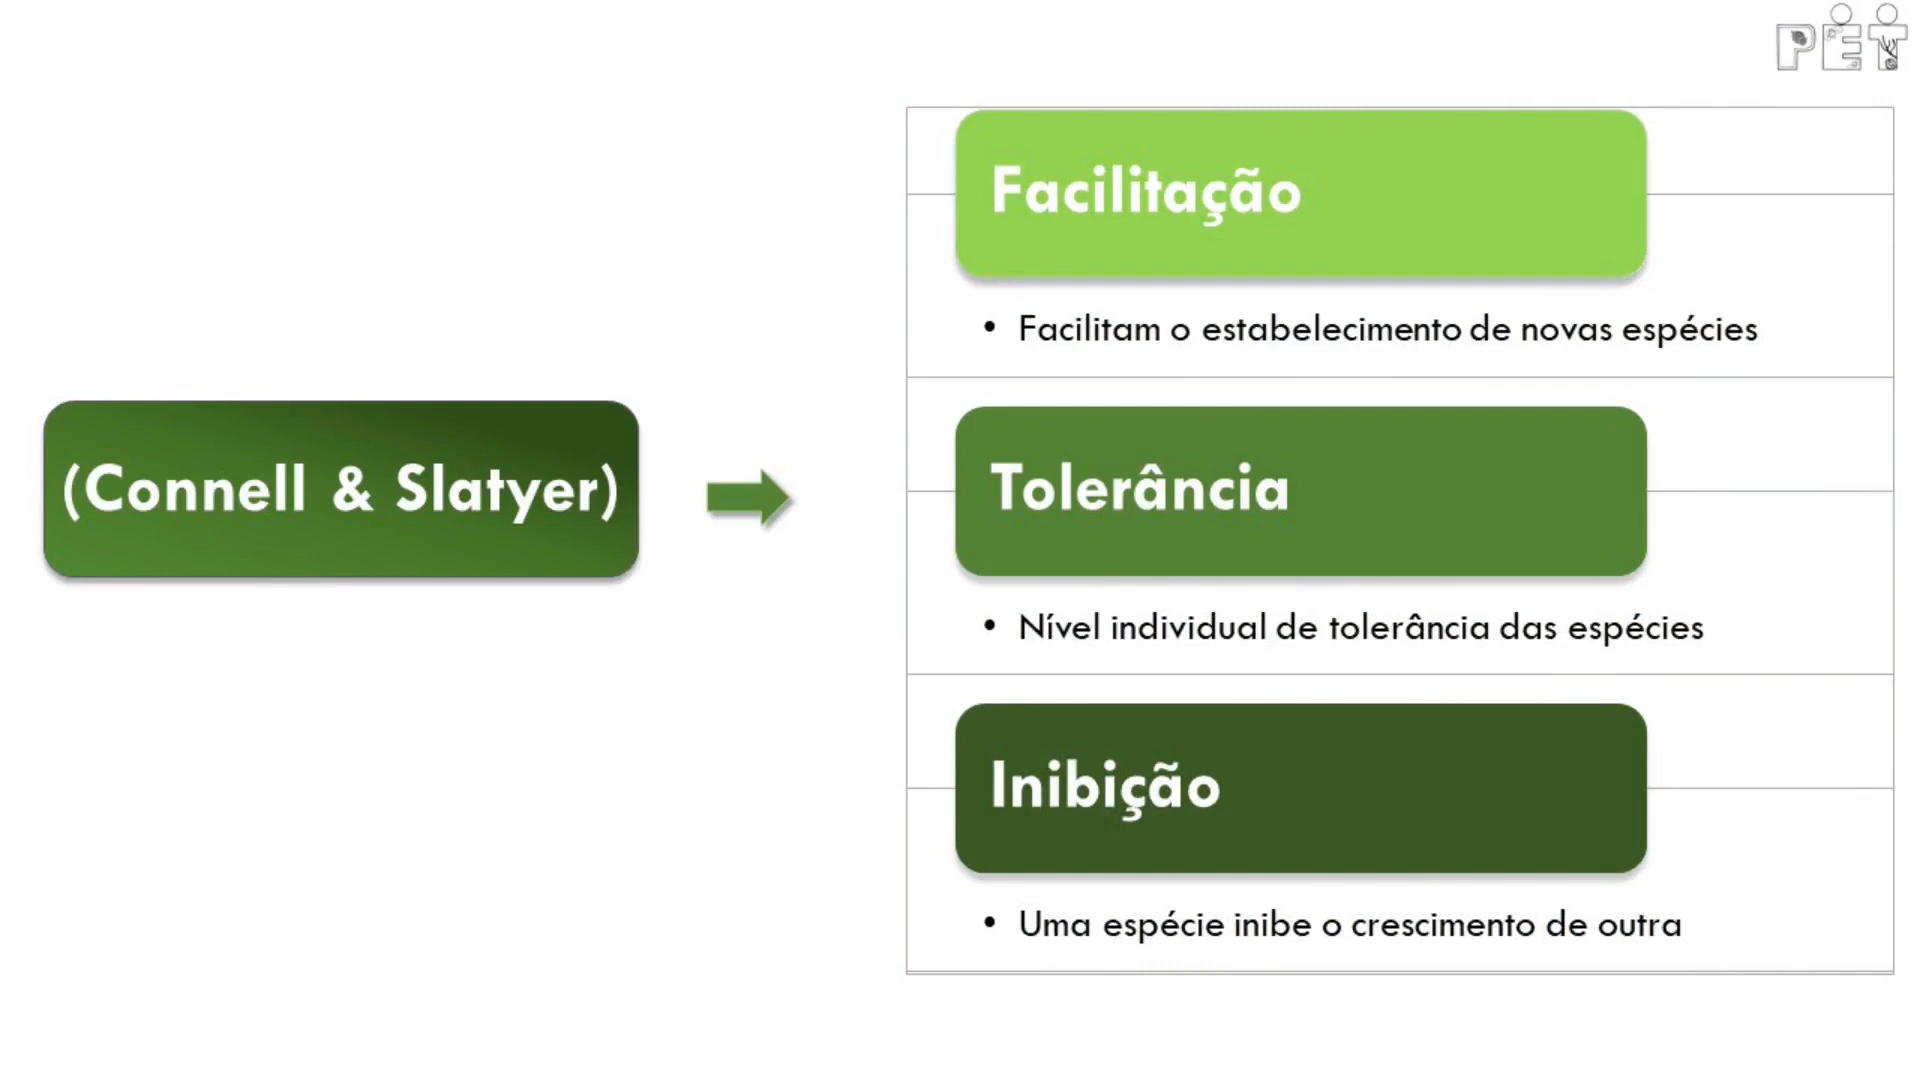 PET
(Connell & Slatyer)
Facilitação
• Facilitam o estabelecimento de novas espécies
Tolerância
• Nível individual de tolerância das espécies
Inibição
• Uma espécie inibe o crescimento de outra